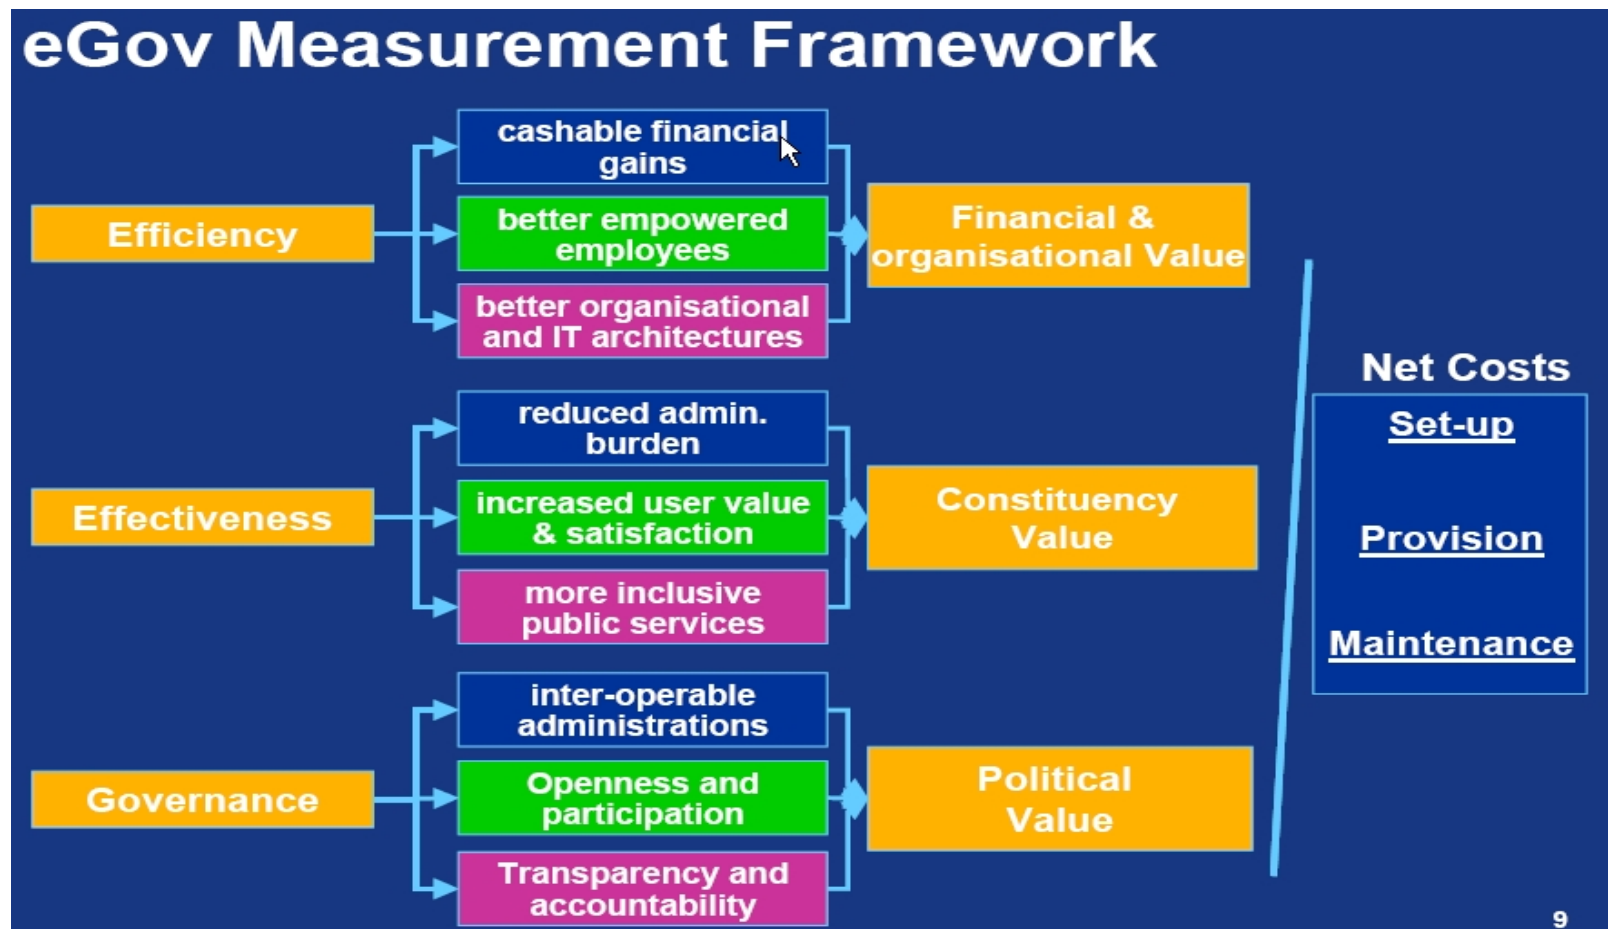 eGov Measurement Framework
Efficiency
cashable financial
gains
better empowered
employees
better organisational
and IT architectures
Financial &
organisational Value
Effectiveness
reduced admin.
burden
increased user value
& satisfaction
more inclusive
public services
Constituency
Value
Governance
inter-operable
administrations
Openness and
participation
Transparency and
accountability
Political
Value
Net Costs
Set-up
Provision
Maintenance
9